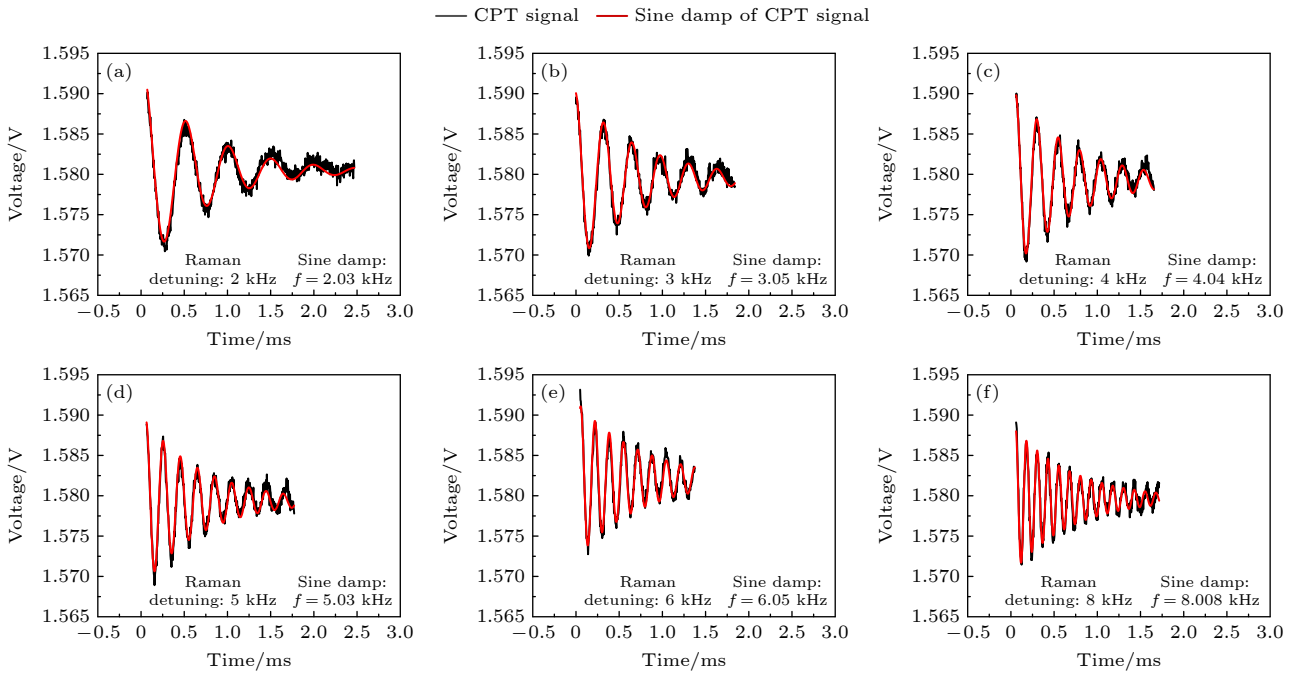 CPT signal Sine damp of CPT signal
(a)
1.595
1.590
1.585
1.580
1.575
1.570
1.565
Voltage/V
Raman Sine damp:
detuning: 2 kHz f = 2.03 kHz
−0.5 0 0.5 1.0 1.5 2.0 2.5 3.0
Time/ms
(b)
1.595
1.590
1.585
1.580
1.575
1.570
1.565
Voltage/V
Raman Sine damp:
detuning: 3 kHz f = 3.05 kHz
−0.5 0 0.5 1.0 1.5 2.0 2.5 3.0
Time/ms
(c)
1.595
1.590
1.585
1.580
1.575
1.570
1.565
Voltage/V
Raman Sine damp:
detuning: 4 kHz f = 4.04 kHz
−0.5 0 0.5 1.0 1.5 2.0 2.5 3.0
Time/ms
(d)
1.595
1.590
1.585
1.580
1.575
1.570
1.565
Voltage/V
Raman Sine damp:
detuning: 5 kHz f = 5.03 kHz
−0.5 0 0.5 1.0 1.5 2.0 2.5 3.0
Time/ms
(e)
1.595
1.590
1.585
1.580
1.575
1.570
1.565
Voltage/V
Raman Sine damp:
detuning: 6 kHz f = 6.05 kHz
−0.5 0 0.5 1.0 1.5 2.0 2.5 3.0
Time/ms
(f)
1.595
1.590
1.585
1.580
1.575
1.570
1.565
Voltage/V
Raman Sine damp:
detuning: 8 kHz f = 8.008 kHz
−0.5 0 0.5 1.0 1.5 2.0 2.5 3.0
Time/ms